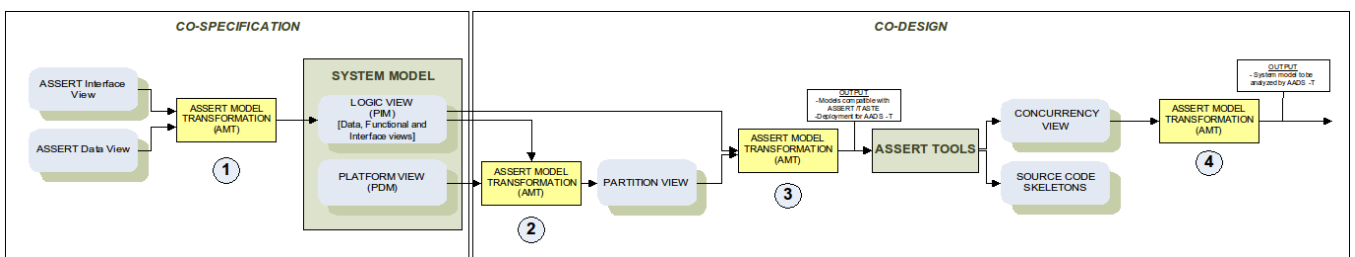 CO-SPECIFICATION
ASSERT Interface
View
ASSERT Data View
ASSERT MODEL
TRANSFORMATION
(AMT)
1
SYSTEM MODEL
LOGIC VIEW
(PIM)
[Data, Functional and
Interface views]
PLATFORM VIEW
(PDM)
CO-DESIGN
ASSERT MODEL
TRANSFORMATION
(AMT)
2
PARTITION VIEW
ASSERT MODEL
TRANSFORMATION
(AMT)
3
OUTPUT
- Models compatible with
ASSERT /TASTE
-Deployment for AADS -T
ASSERT TOOLS
CONCURRENCY
VIEW
SOURCE CODE
SKELETONS
ASSERT MODEL
TRANSFORMATION
(AMT)
4
OUTPUT
- System model to be
analyzed by AADS -T